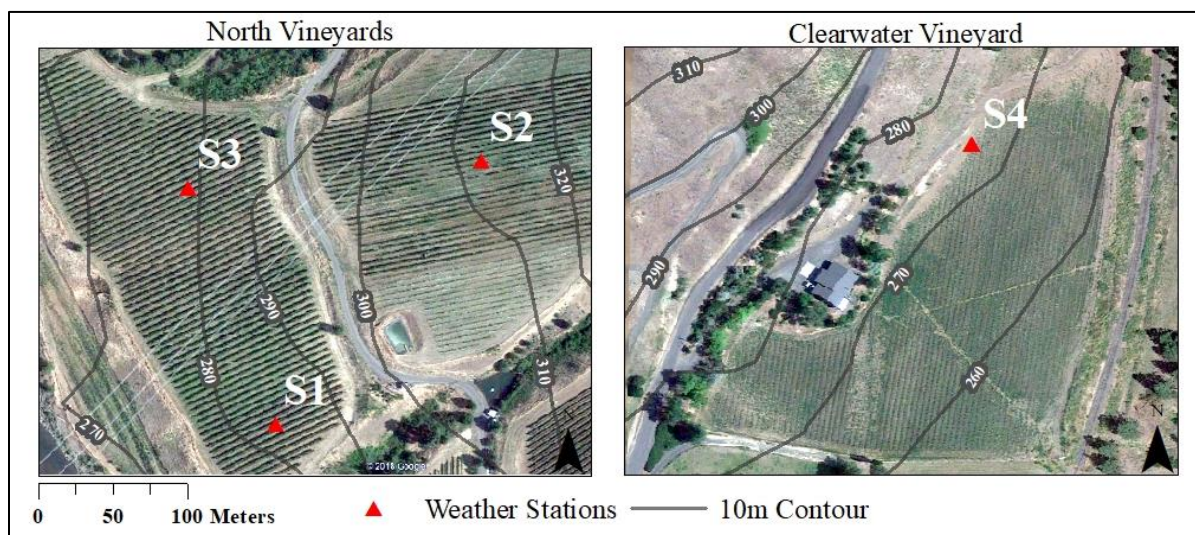 North Vineyards
Clearwater Vineyard
S3
S2
S1
320
290
300
280
310
270
© 2018 Google
310
300
280
S4
290
270
260
N
0 50 100 Meters
Weather Stations
10m Contour